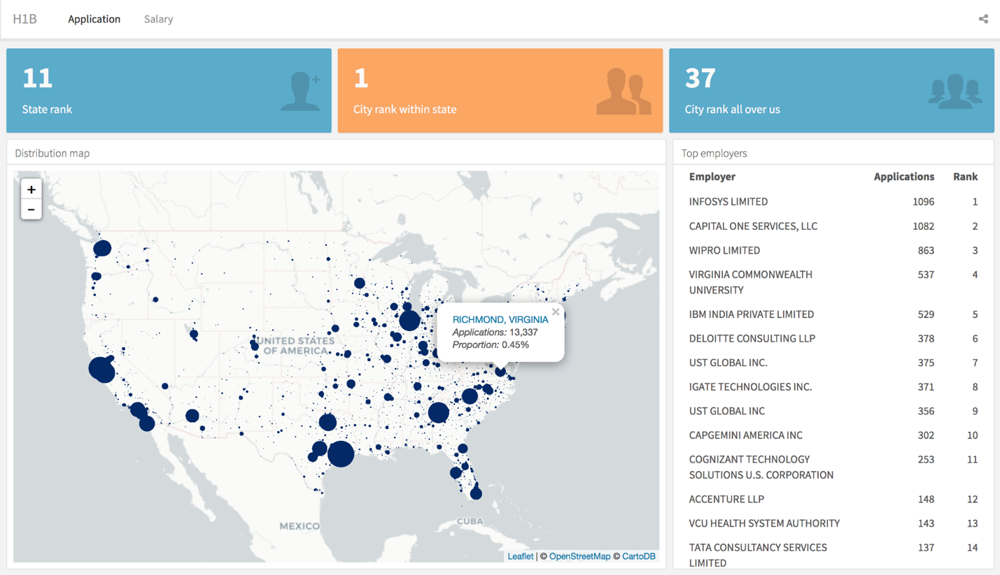 H1B Application Salary
11
State rank
1
City rank within state
37
City rank all over us
Distribution map
+
−
UNITED STATES
OF AMERICA
MEXICO
CUBA
×
RICHMOND, VIRGINIA
Applications: 13,337
Proportion: 0.45%
Leaflet | © OpenStreetMap © CartoDB
Top employers
Employer Applications Rank
INFOSYS LIMITED 1096 1
CAPITAL ONE SERVICES, LLC 1082 2
WIPRO LIMITED 863 3
VIRGINIA COMMONWEALTH 537 4
UNIVERSITY
IBM INDIA PRIVATE LIMITED 529 5
DELOITTE CONSULTING LLP 378 6
UST GLOBAL INC. 375 7
IGATE TECHNOLOGIES INC. 371 8
UST GLOBAL INC 356 9
CAPGEMINI AMERICA INC 302 10
COGNIZANT TECHNOLOGY 253 11
SOLUTIONS U.S. CORPORATION
ACCENTURE LLP 148 12
VCU HEALTH SYSTEM AUTHORITY 143 13
TATA CONSULTANCY SERVICES 137 14
LIMITED